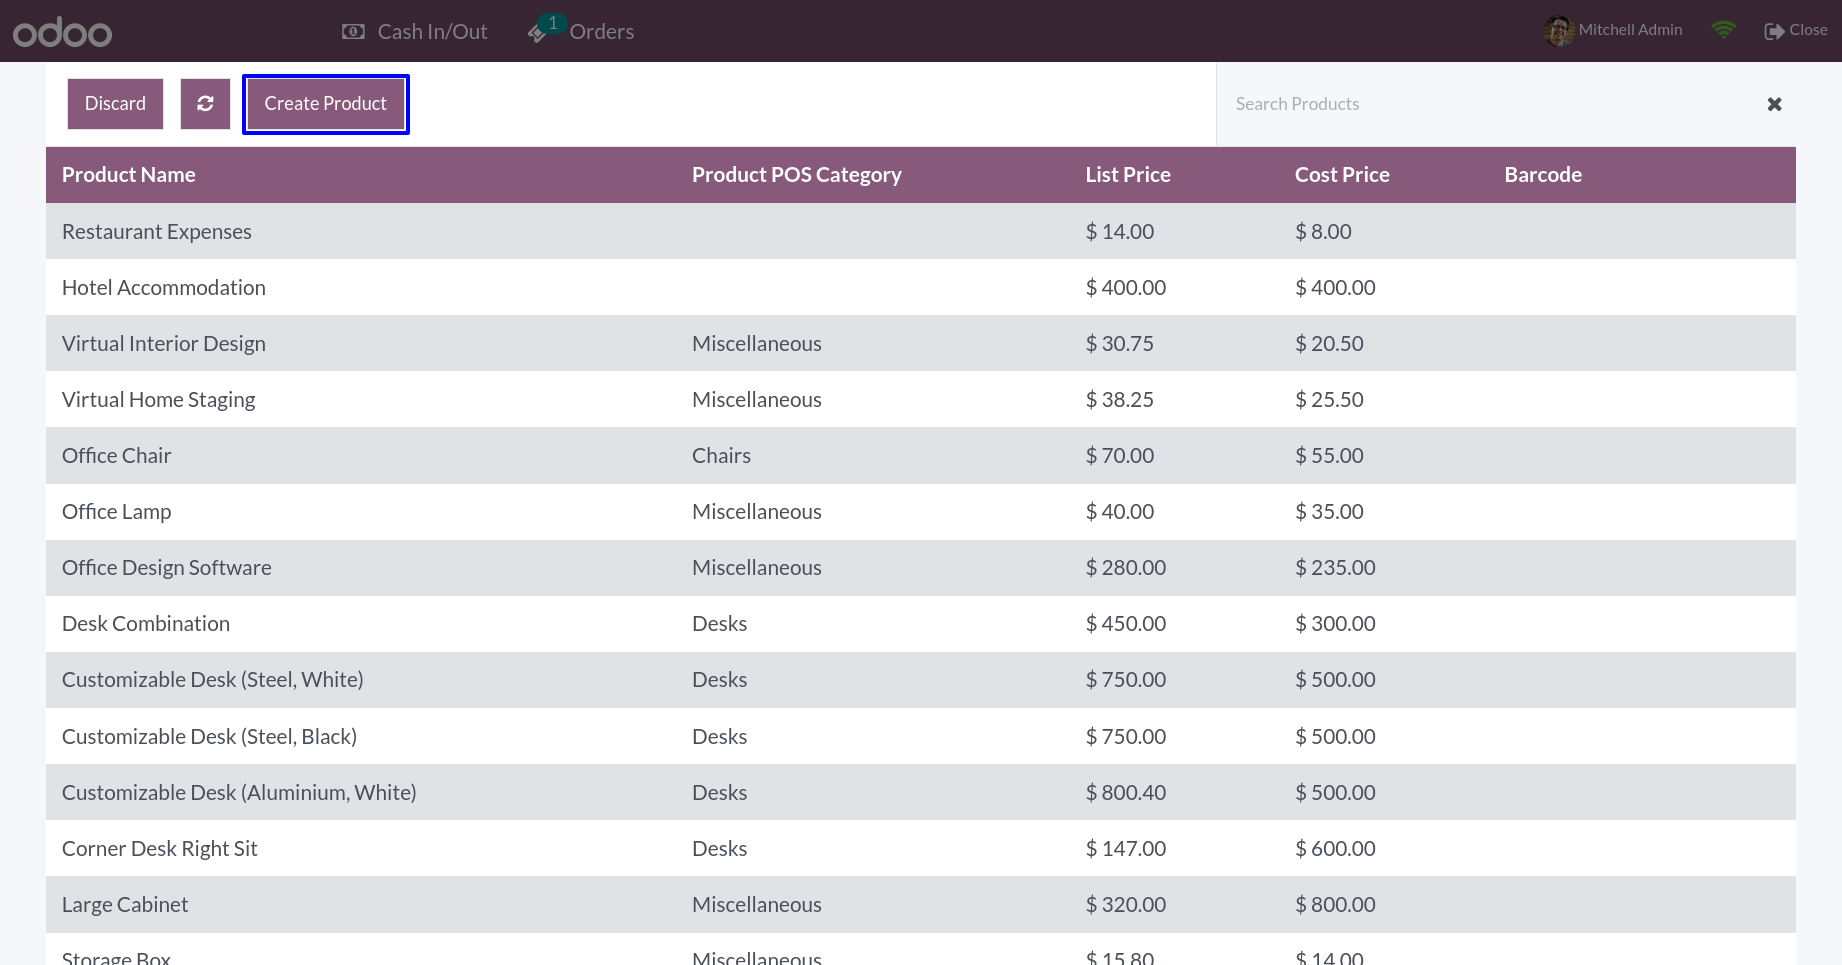 odoo Cash In/Out 1 Orders Mitchell Admin Close
Discard Create Product Search Products
Product Name Product POS Category List Price Cost Price Barcode
Restaurant Expenses $ 14.00 $ 8.00
Hotel Accommodation $ 400.00 $ 400.00
Virtual Interior Design Miscellaneous $ 30.75 $ 20.50
Virtual Home Staging Miscellaneous $ 38.25 $ 25.50
Office Chair Chairs $ 70.00 $ 55.00
Office Lamp Miscellaneous $ 40.00 $ 35.00
Office Design Software Miscellaneous $ 280.00 $ 235.00
Desk Combination Desks $ 450.00 $ 300.00
Customizable Desk (Steel, White) Desks $ 750.00 $ 500.00
Customizable Desk (Steel, Black) Desks $ 750.00 $ 500.00
Customizable Desk (Aluminium, White) Desks $ 800.40 $ 500.00
Corner Desk Right Sit Desks $ 147.00 $ 600.00
Large Cabinet Miscellaneous $ 320.00 $ 800.00
Storage Box Miscellaneous $ 15.80 $ 14.00